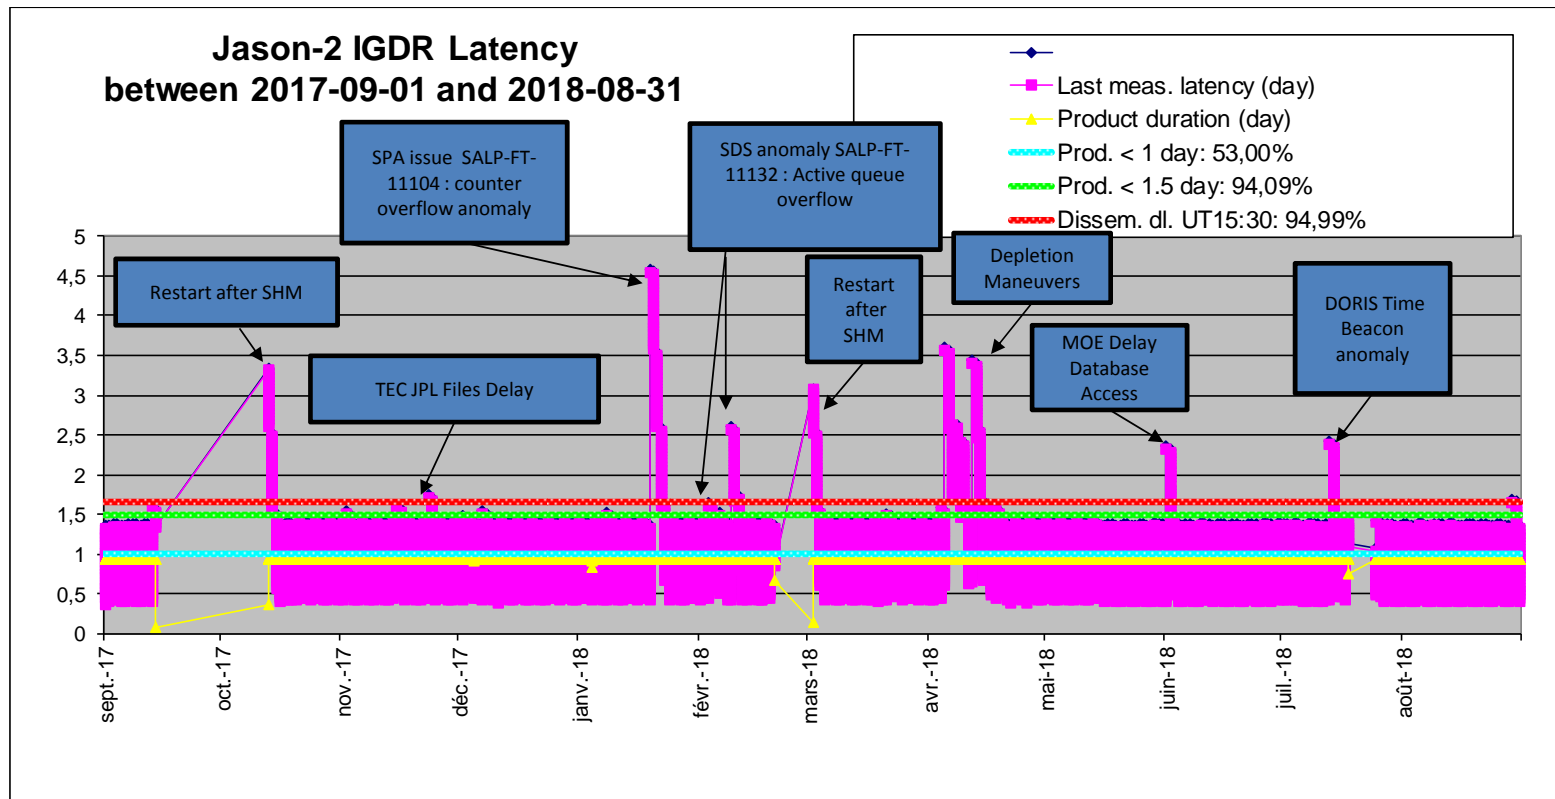 Jason-2 IGDR Latency
between 2017-09-01 and 2018-08-31
Last meas. latency (day)
Product duration (day)
Prod. < 1 day: 53,00%
Prod. < 1.5 day: 94,09%
Dissem. dl. UT15:30: 94,99%
SPA issue SALP-FT-
11104 : counter
overflow anomaly
SDS anomaly SALP-FT-
11132 : Active queue
overflow
Restart after SHM
TEC JPL Files Delay
Restart
after
SHM
Depletion
Maneuvers
MOE Delay
Database
Access
DORIS Time
Beacon
anomaly
5
4,5
4
3,5
3
2,5
2
1,5
1
0,5
0
sept.-17
oct.-17
nov.-17
déc.-17
janv.-18
févr.-18
mars-18
avr.-18
mai-18
juin-18
juil.-18
août-18